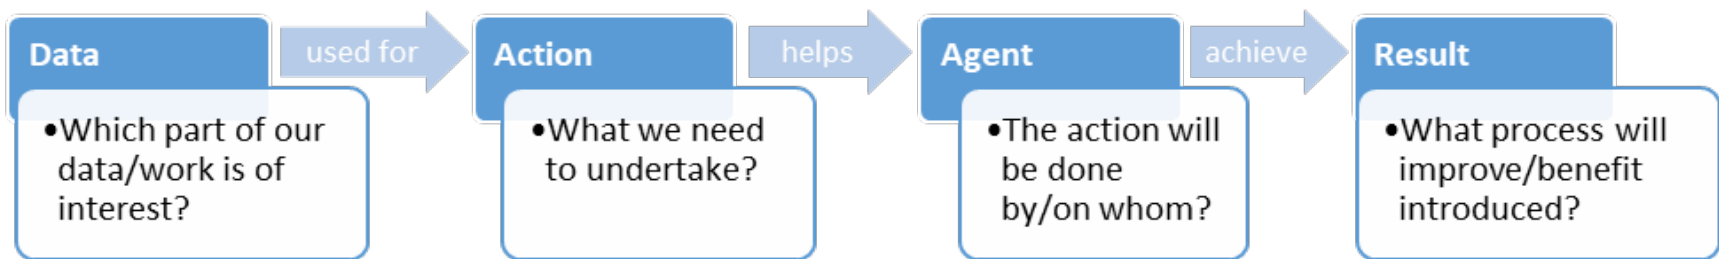 Data
used for
Action
helps
Agent
achieve
Result
•Which part of our
data/work is of
interest?
•What we need
to undertake?
•The action will
be done
by/on whom?
•What process will
improve/benefit
introduced?